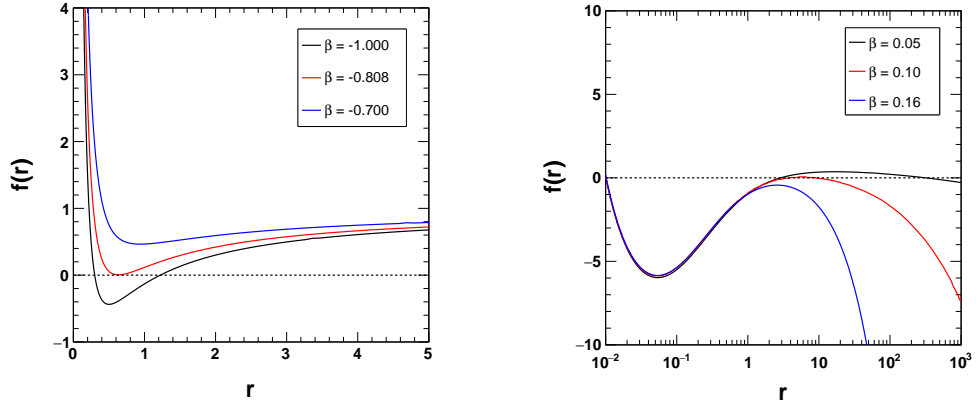 4
3
2
1
0
−1
0
1
2
3
4
5
f(r)
r
β = -1.000
β = -0.808
β = -0.700
10
5
0
−5
−10
10⁻²
10⁻¹
1
10
10²
10³
f(r)
r
β = 0.05
β = 0.10
β = 0.16